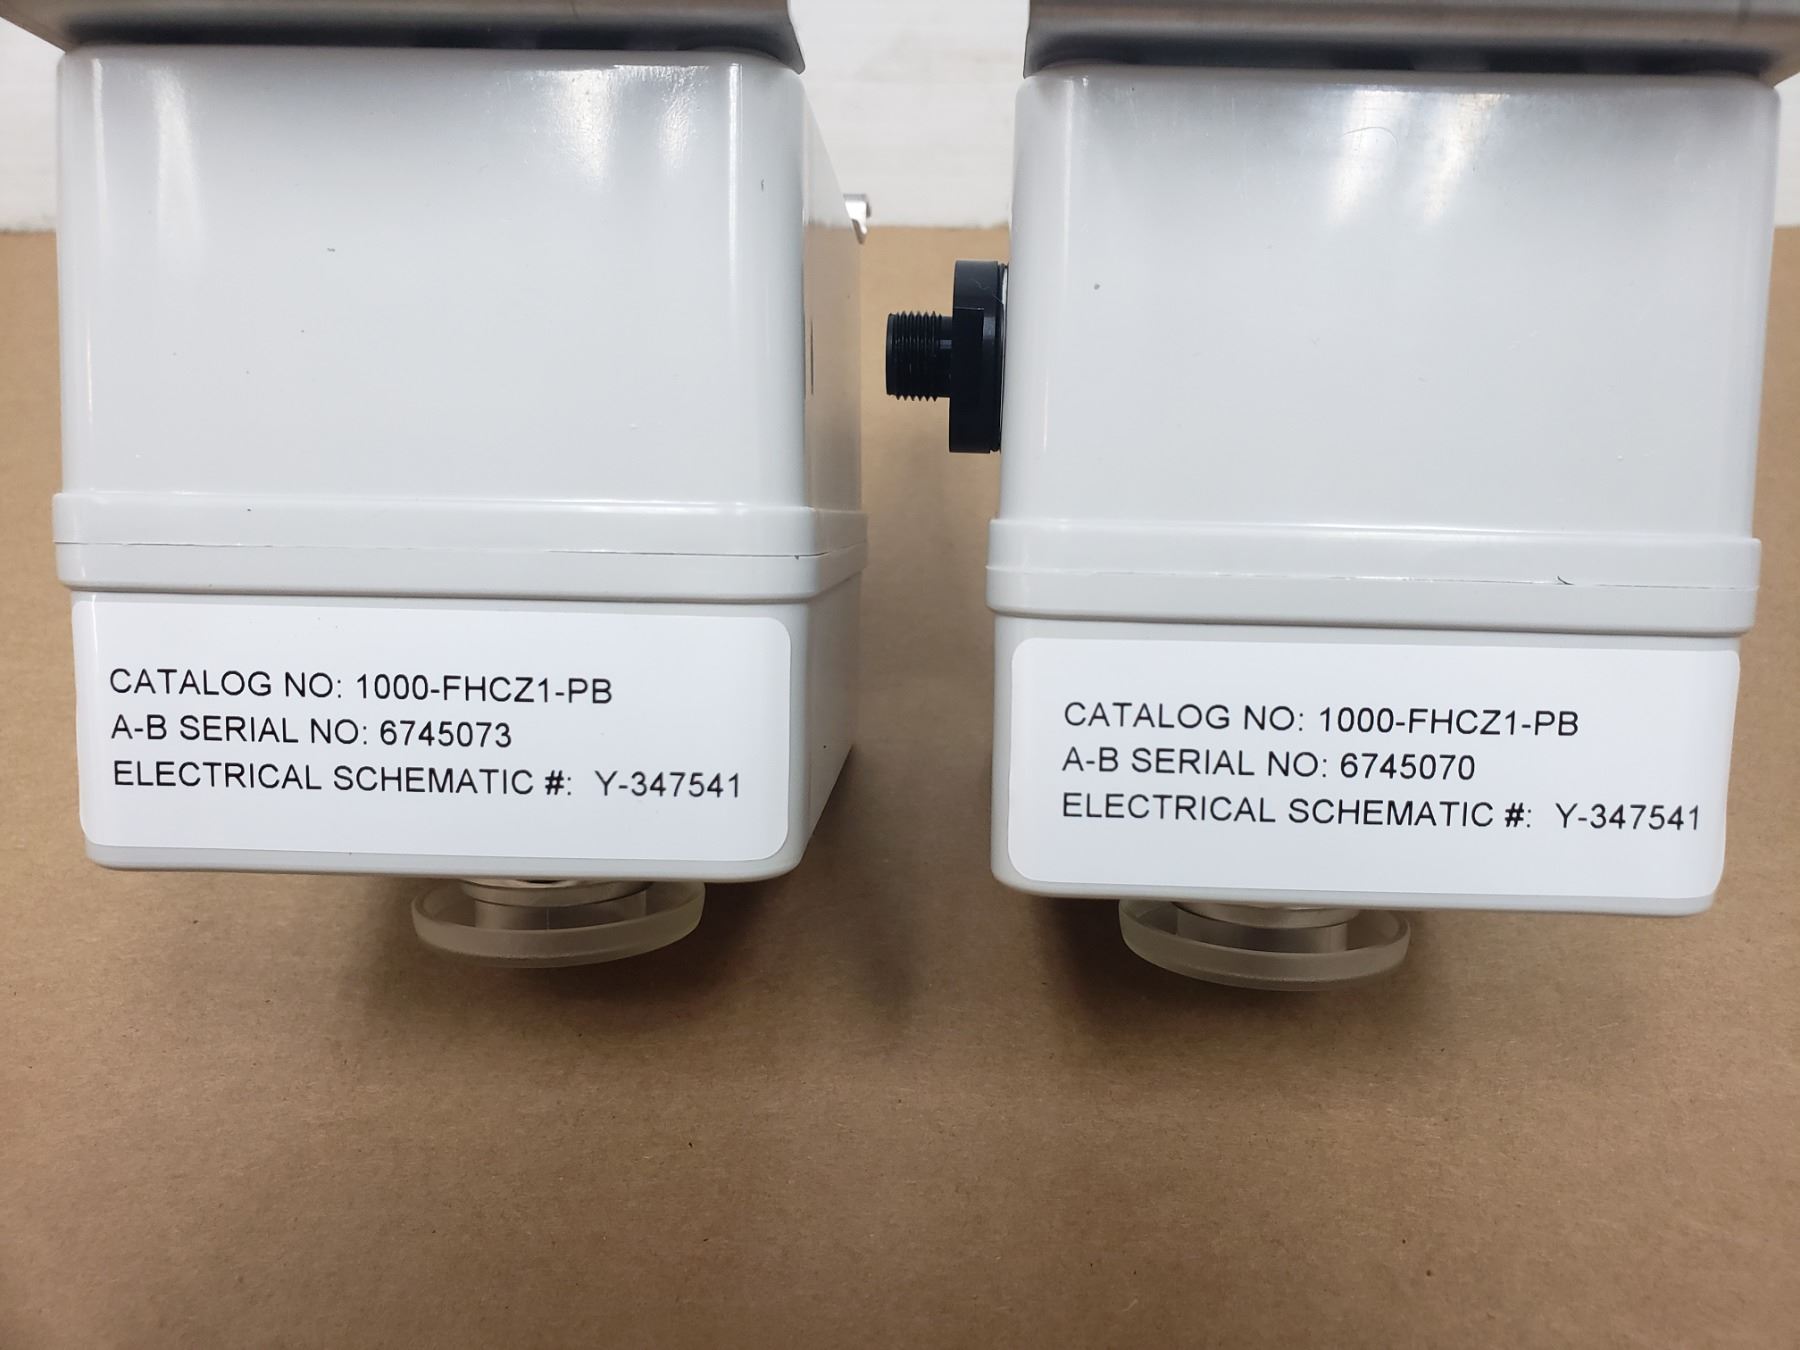 CATALOG NO: 1000-FHCZ1-PB
A-B SERIAL NO: 6745073
ELECTRICAL SCHEMATIC #: Y-347541
CATALOG NO: 1000-FHCZ1-PB
A-B SERIAL NO: 6745070
ELECTRICAL SCHEMATIC #: Y-347541